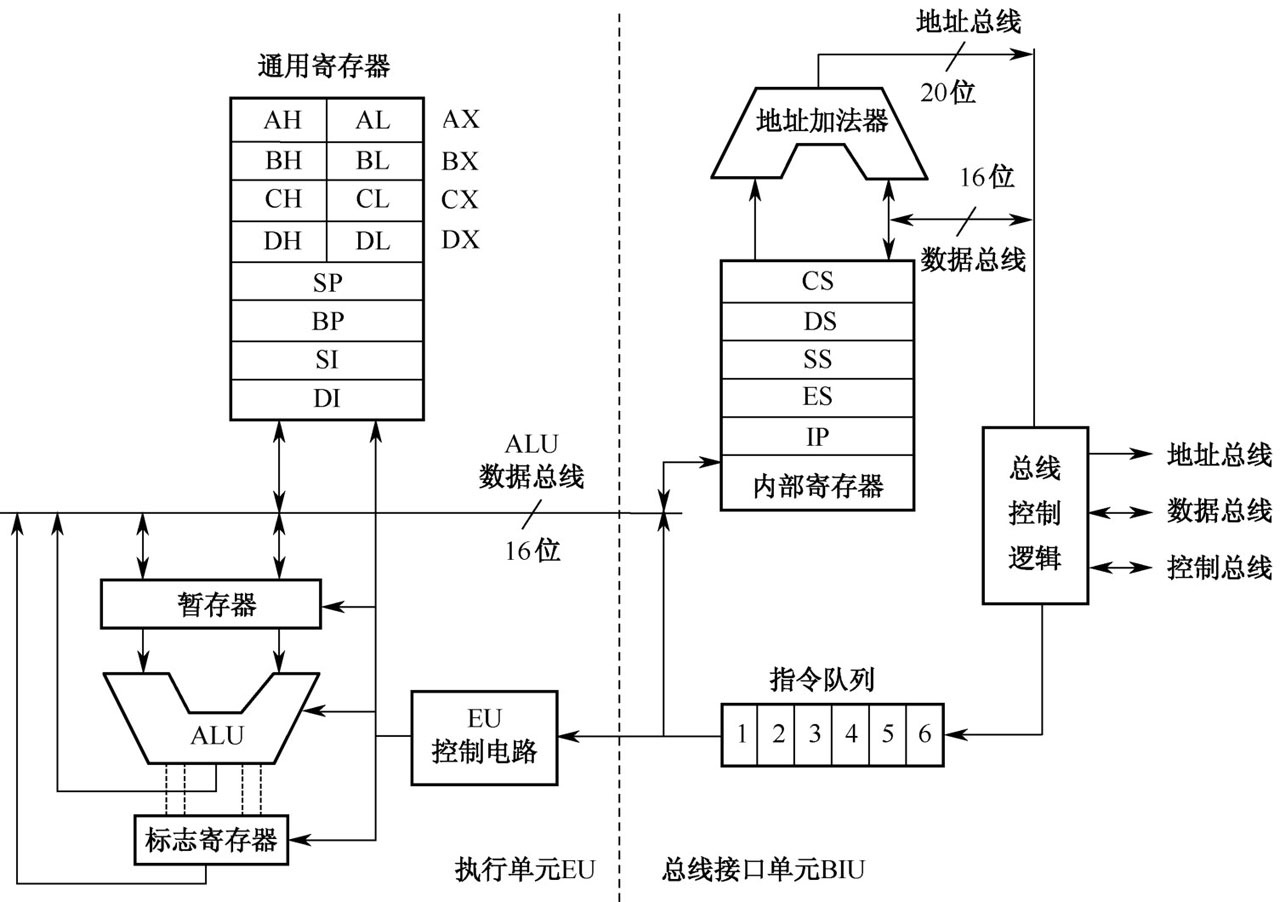 通用寄存器
AH AL AX
BH BL BX
CH CL CX
DH DL DX
SP
BP
SI
DI
ALU
数据总线
16位
暂存器
ALU
标志寄存器
EU
控制电路
执行单元EU
地址总线
20位
地址加法器
16位
数据总线
CS
DS
SS
ES
IP
内部寄存器
总线
控制
逻辑
地址总线
数据总线
控制总线
指令队列
1 2 3 4 5 6
总线接口单元BIU